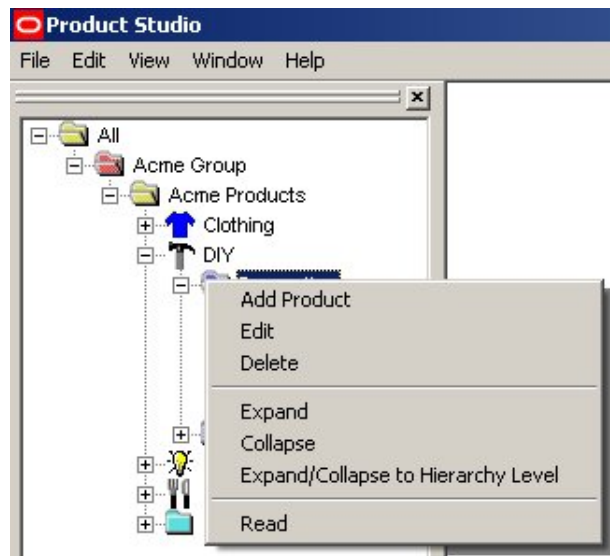 Product Studio
File Edit View Window Help
All
Acme Group
Acme Products
Clothing
DIY
Add Product
Edit
Delete
Expand
Collapse
Expand/Collapse to Hierarchy Level
Read